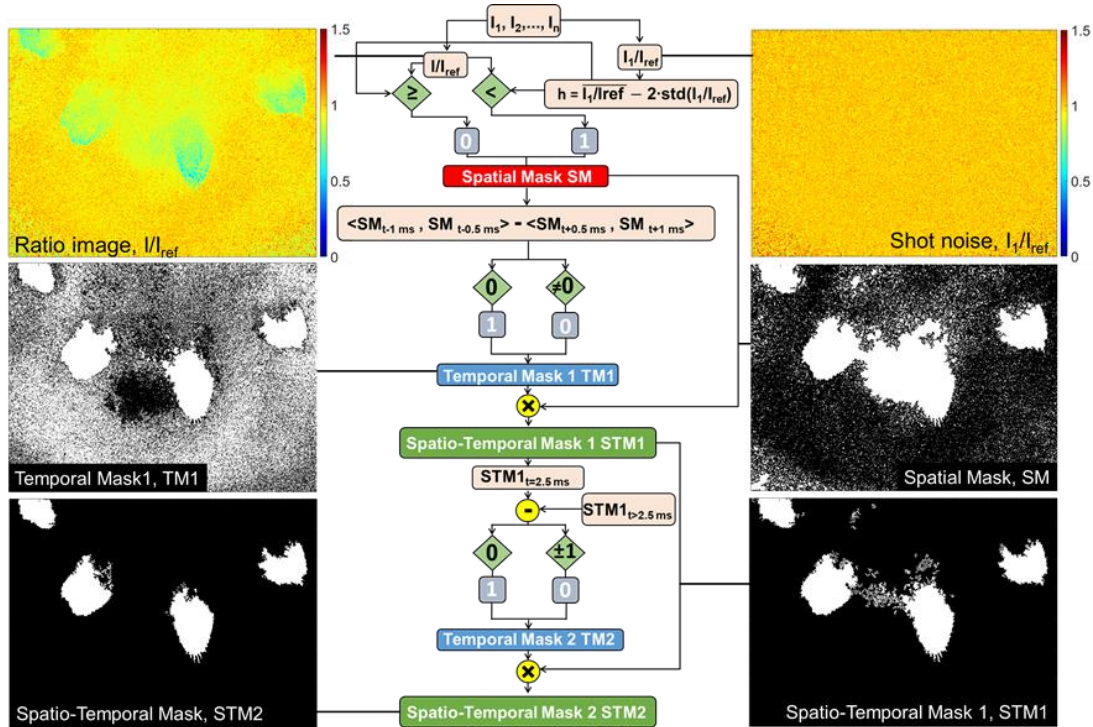 I1, I2,..., In
I/Iref
I1/Iref
≥
<
h = I1/Iref − 2·std(I1/Iref)
0
1
Spatial Mask SM
<SMt-1 ms , SM t-0.5 ms> - <SMt+0.5 ms , SM t+1 ms>
0
≠0
1
0
Temporal Mask 1 TM1
×
Spatio-Temporal Mask 1 STM1
STM1t=2.5 ms
-
STM1t>2.5 ms
0
±1
1
0
Temporal Mask 2 TM2
×
Spatio-Temporal Mask 2 STM2
1.5
1
0.5
0
Ratio image, I/Iref
Temporal Mask1, TM1
Spatio-Temporal Mask, STM2
1.5
1
0.5
0
Shot noise, I1/Iref
Spatial Mask, SM
Spatio-Temporal Mask 1, STM1